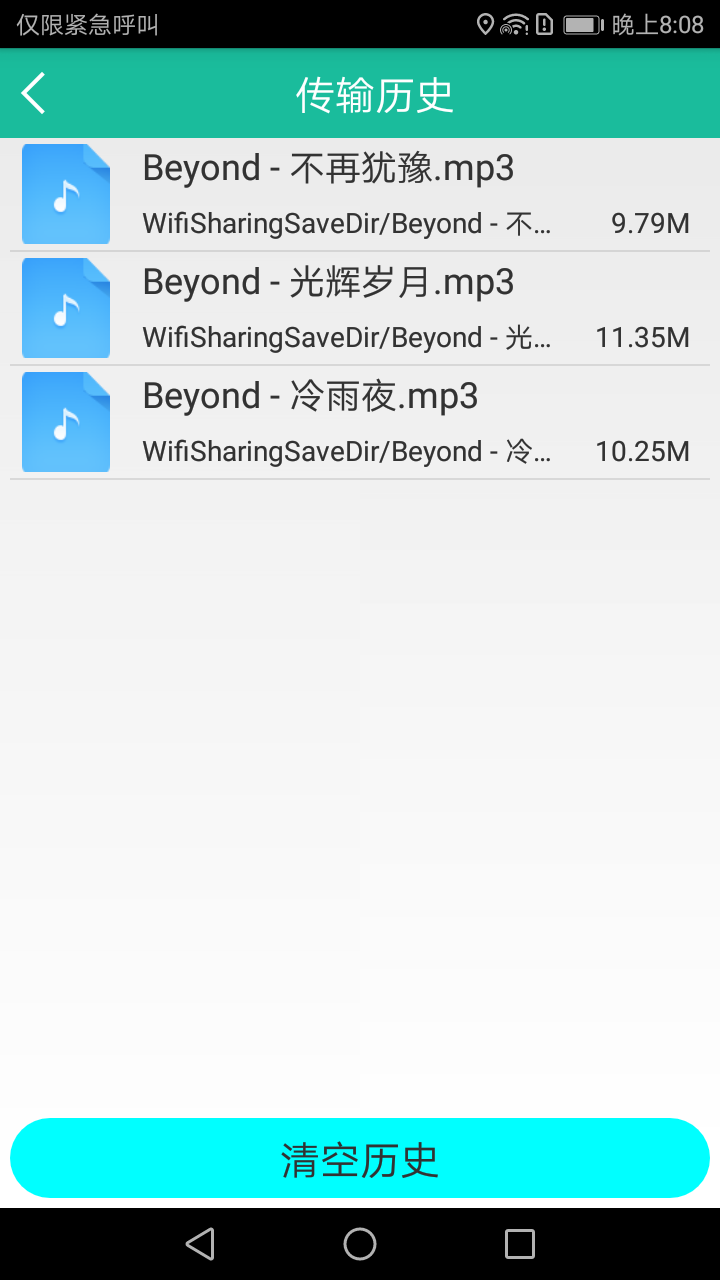 仅限紧急呼叫 晚上8:08
传输历史
Beyond - 不再犹豫.mp3
WifiSharingSaveDir/Beyond - 不... 9.79M
Beyond - 光辉岁月.mp3
WifiSharingSaveDir/Beyond - 光... 11.35M
Beyond - 冷雨夜.mp3
WifiSharingSaveDir/Beyond - 冷... 10.25M
清空历史